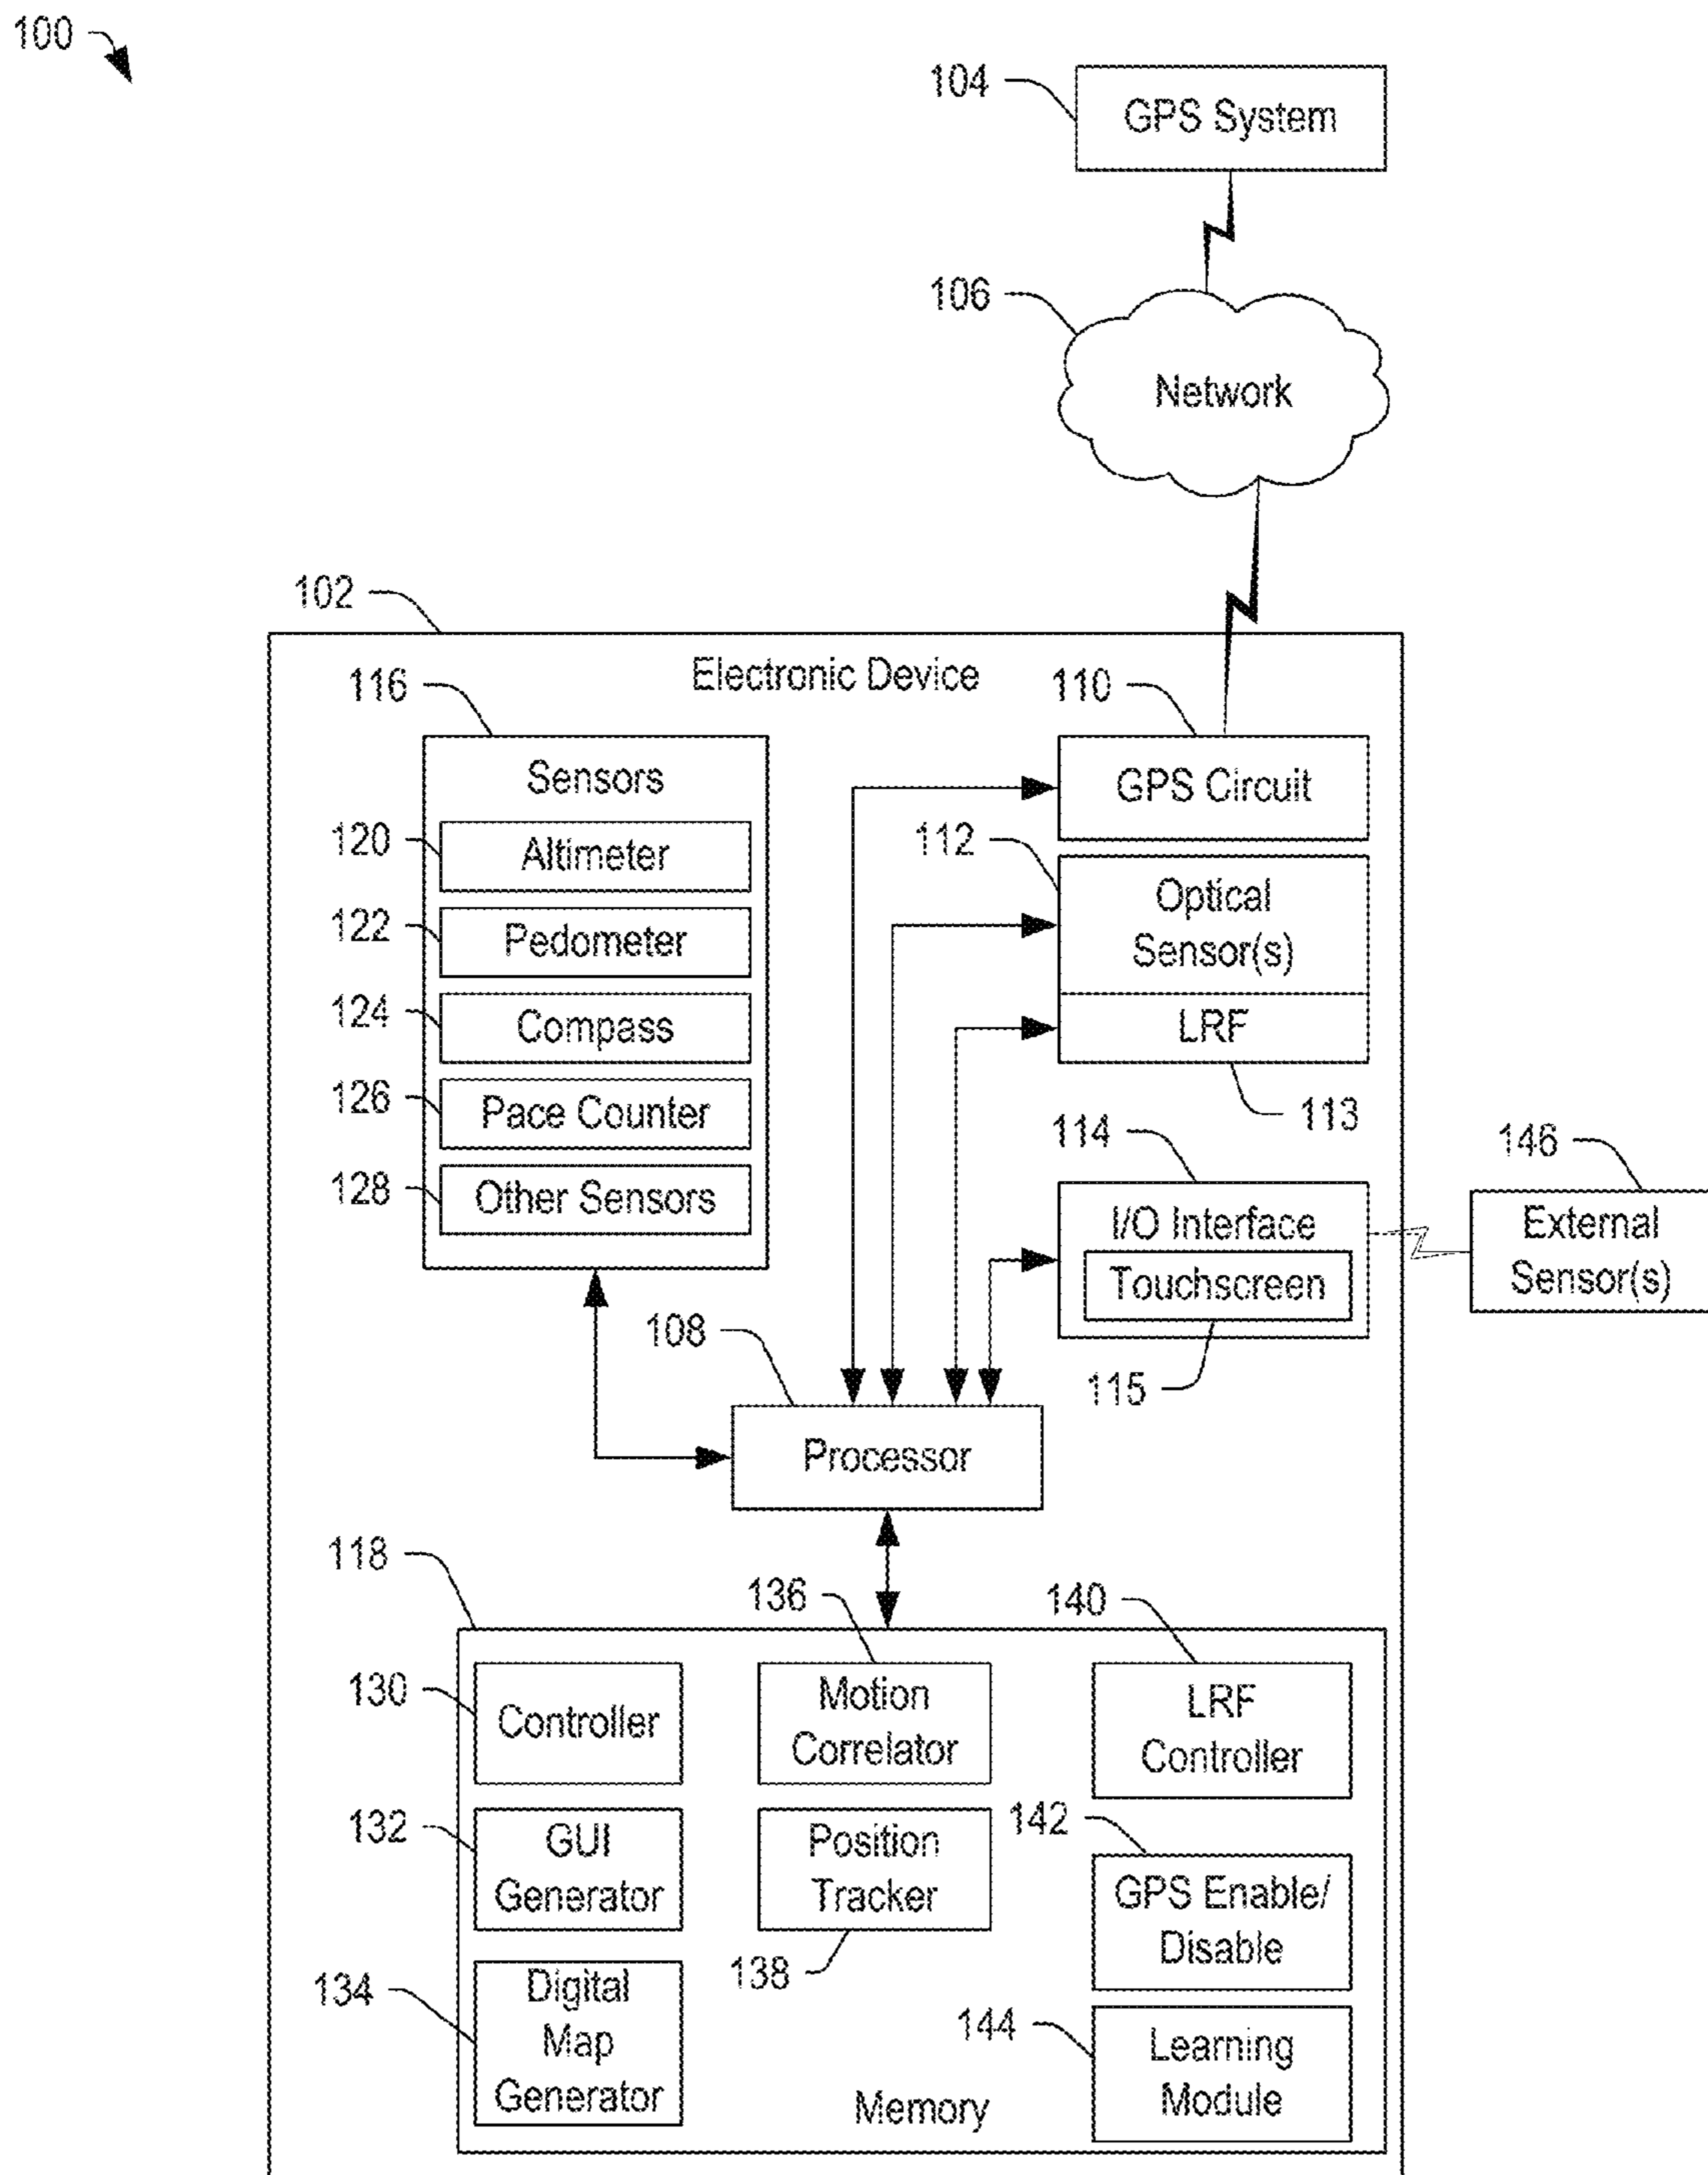 100
104
GPS System
106
Network
102
Electronic Device
116
Sensors
120
Altimeter
122
Pedometer
124
Compass
126
Pace Counter
128
Other Sensors
110
GPS Circuit
112
Optical
Sensor(s)
LRF
113
114
I/O Interface
Touchscreen
115
146
External
Sensor(s)
108
Processor
118
130
Controller
132
GUI
Generator
134
Digital
Map
Generator
136
Motion
Correlator
Position
Tracker
138
140
LRF
Controller
142
GPS Enable/
Disable
144
Learning
Module
Memory